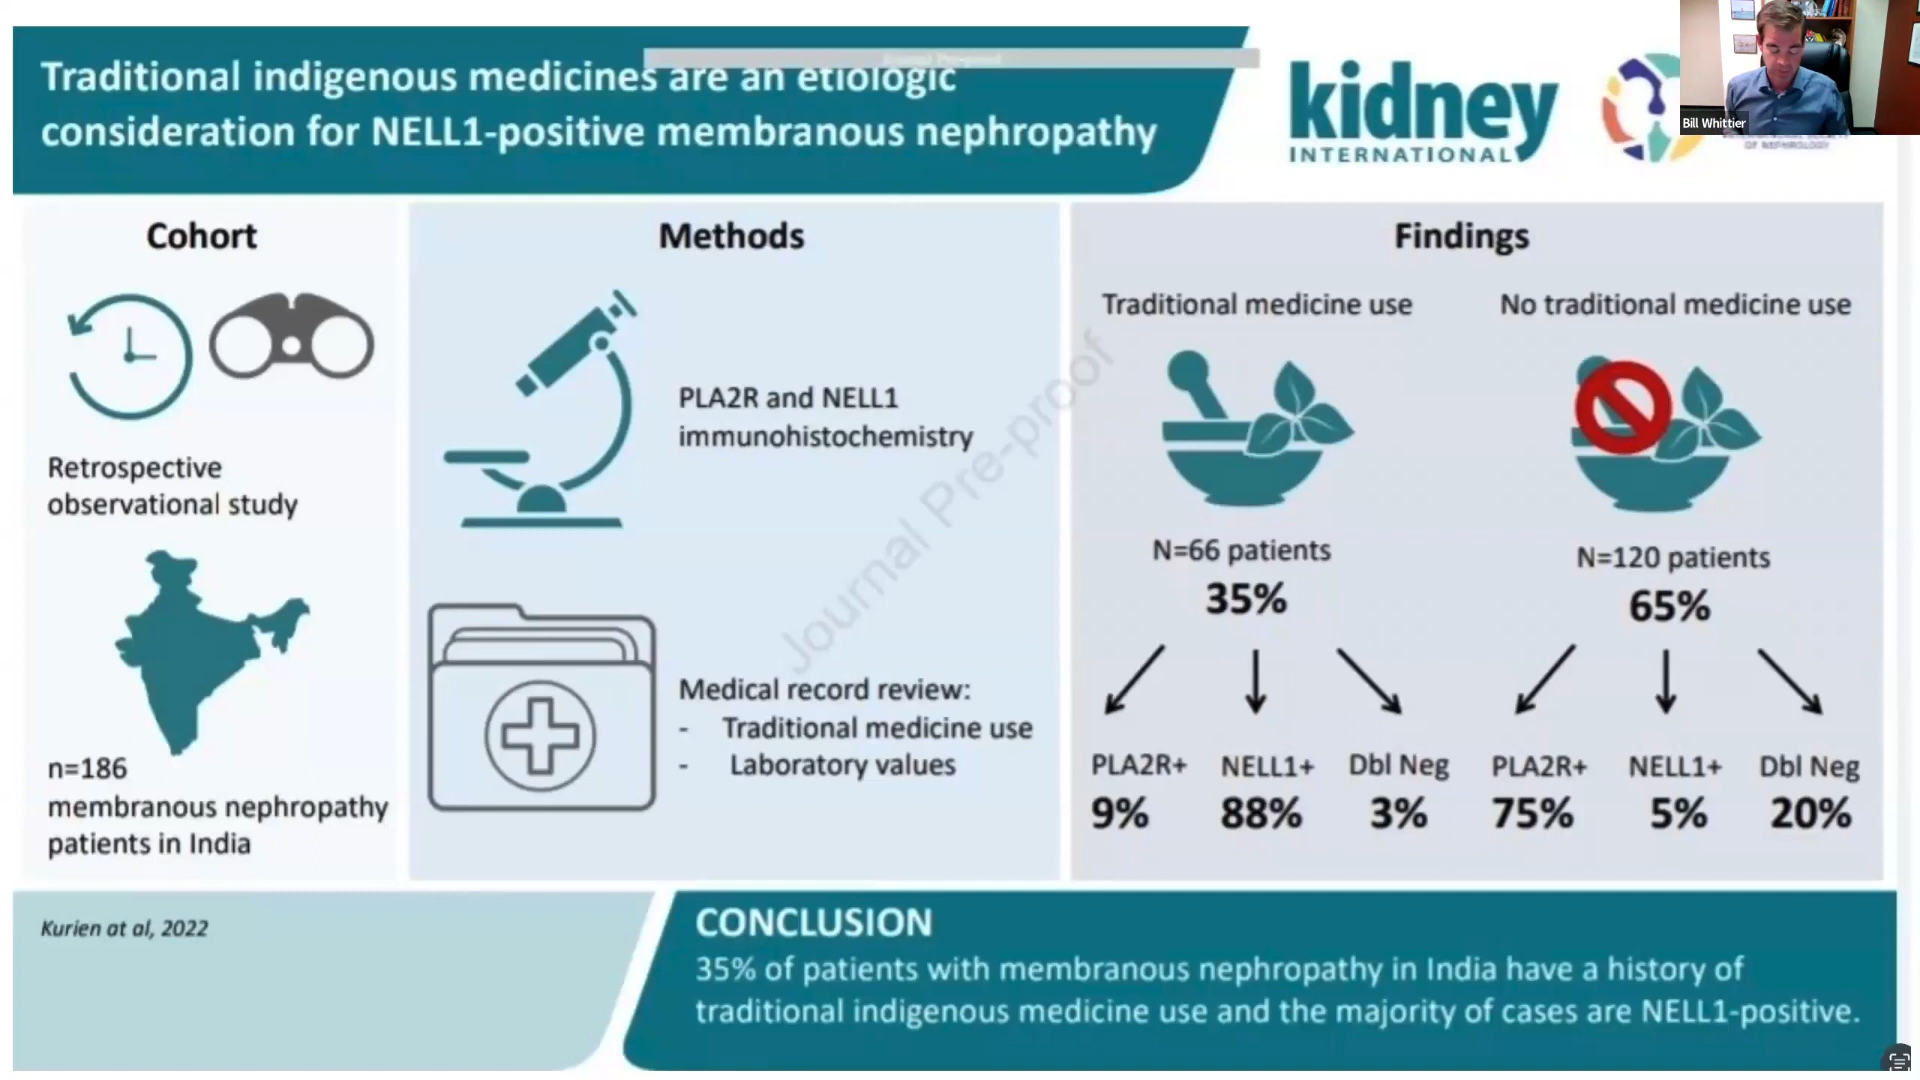 Traditional indigenous medicines are an etiologic
consideration for NELL1-positive membranous nephropathy
kidney
INTERNATIONAL
OF NEPHROLOGY
Bill Whittier
Cohort
Retrospective
observational study
n=186
membranous nephropathy
patients in India
Methods
PLA2R and NELL1
immunohistochemistry
Medical record review:
- Traditional medicine use
- Laboratory values
Journal Pre-proof
Findings
Traditional medicine use
N=66 patients
35%
PLA2R+ NELL1+ Dbl Neg
9% 88% 3%
No traditional medicine use
N=120 patients
65%
PLA2R+ NELL1+ Dbl Neg
75% 5% 20%
Kurien at al, 2022
CONCLUSION
35% of patients with membranous nephropathy in India have a history of
traditional indigenous medicine use and the majority of cases are NELL1-positive.